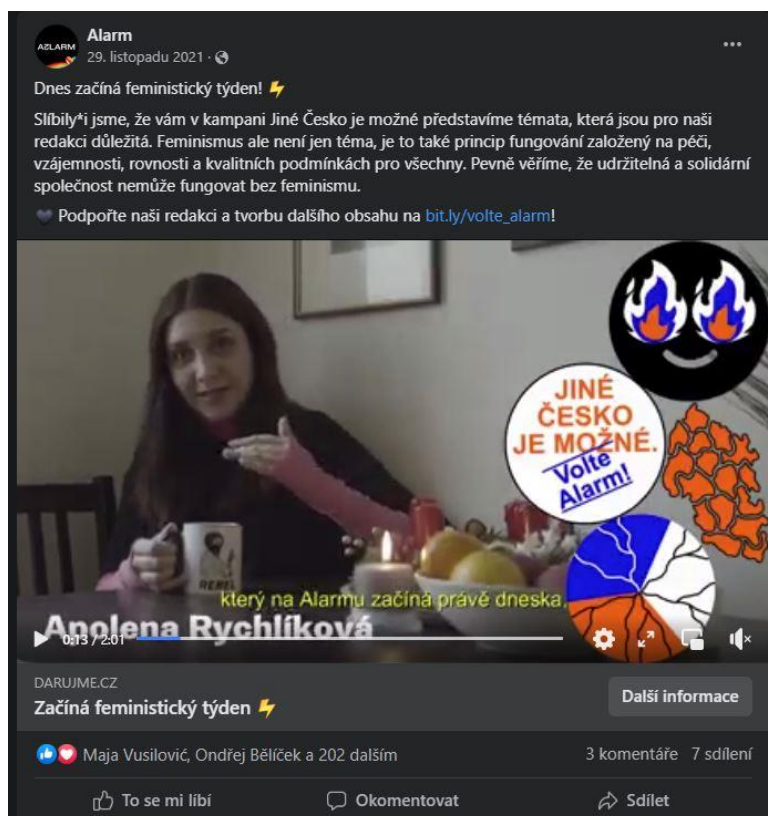 A2LARM
Alarm
29. listopadu 2021 ·
Dnes začíná feministický týden! ⚡
Slíbily*i jsme, že vám v kampani Jiné Česko je možné představíme témata, která jsou pro naši
redakci důležitá. Feminismus ale není jen téma, je to také princip fungování založený na péči,
vzájemnosti, rovnosti a kvalitních podmínkách pro všechny. Pevně věříme, že udržitelná a solidární
společnost nemůže fungovat bez feminismu.
🖤 Podpořte naši redakci a tvorbu dalšího obsahu na bit.ly/volte_alarm!
JINÉ
ČESKO
JE MOŽNÉ.
Volte
Alarm!
REBEL
který na Alarmu začíná právě dneska,
Apolena Rychlíková
0:13 / 2:01
DARUJME.CZ
Začíná feministický týden ⚡
Další informace
Maja Vusilović, Ondřej Bělíček a 202 dalším
3 komentáře 7 sdílení
To se mi líbí
Okomentovat
Sdílet